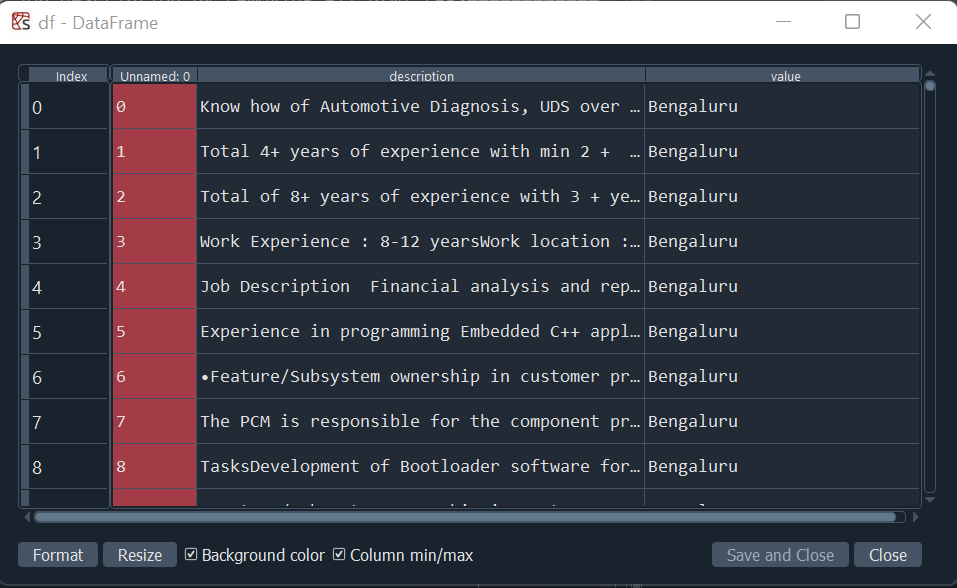 df - DataFrame
Index Unnamed: 0 description value
0 0 Know how of Automotive Diagnosis, UDS over … Bengaluru
1 1 Total 4+ years of experience with min 2 +  … Bengaluru
2 2 Total of 8+ years of experience with 3 + ye… Bengaluru
3 3 Work Experience : 8-12 yearsWork location :… Bengaluru
4 4 Job Description  Financial analysis and rep… Bengaluru
5 5 Experience in programming Embedded C++ appl… Bengaluru
6 6 •Feature/Subsystem ownership in customer pr… Bengaluru
7 7 The PCM is responsible for the component pr… Bengaluru
8 8 TasksDevelopment of Bootloader software for… Bengaluru
Format Resize Background color Column min/max Save and Close Close